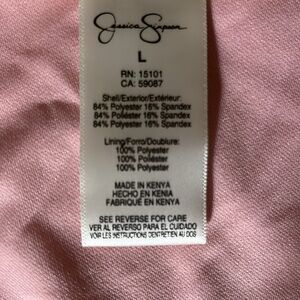 Jessica Simpson
L
RN: 15101
CA: 59087
Shell/Exterior/Extérieur:
84% Polyester 16% Spandex
84% Poliéster 16% Spandex
84% Polyester 16% Spandex
Lining/Forro/Doublure:
100% Polyester
100% Poliéster
100% Polyester
MADE IN KENYA
HECHO EN KENIA
FABRIQUÉ EN KENYA
SEE REVERSE FOR CARE
VER AL REVERSO PARA EL CUIDADO
VOIR LES INSTRUCTIONS D'ENTRETIEN AU DOS